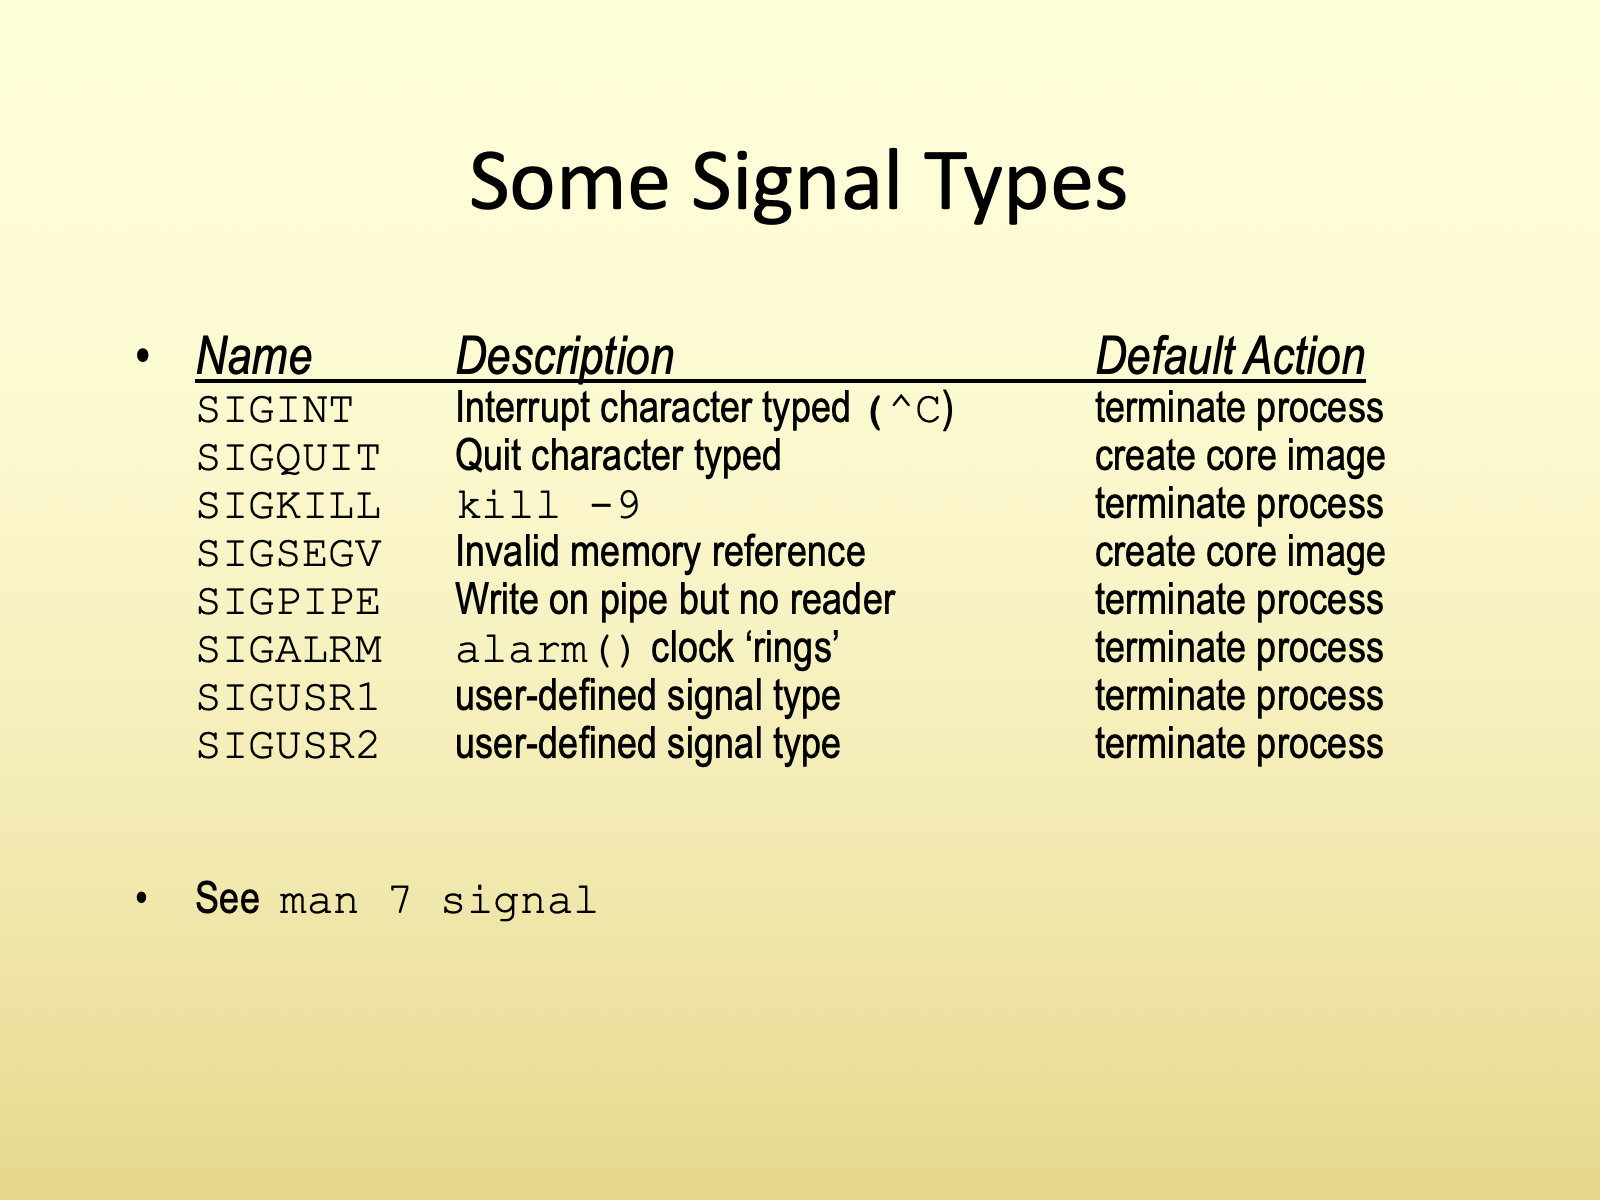 Some Signal Types
• Name Description Default Action
SIGINT Interrupt character typed (^C) terminate process
SIGQUIT Quit character typed create core image
SIGKILL kill -9 terminate process
SIGSEGV Invalid memory reference create core image
SIGPIPE Write on pipe but no reader terminate process
SIGALRM alarm() clock ‘rings’ terminate process
SIGUSR1 user-defined signal type terminate process
SIGUSR2 user-defined signal type terminate process
• See man 7 signal